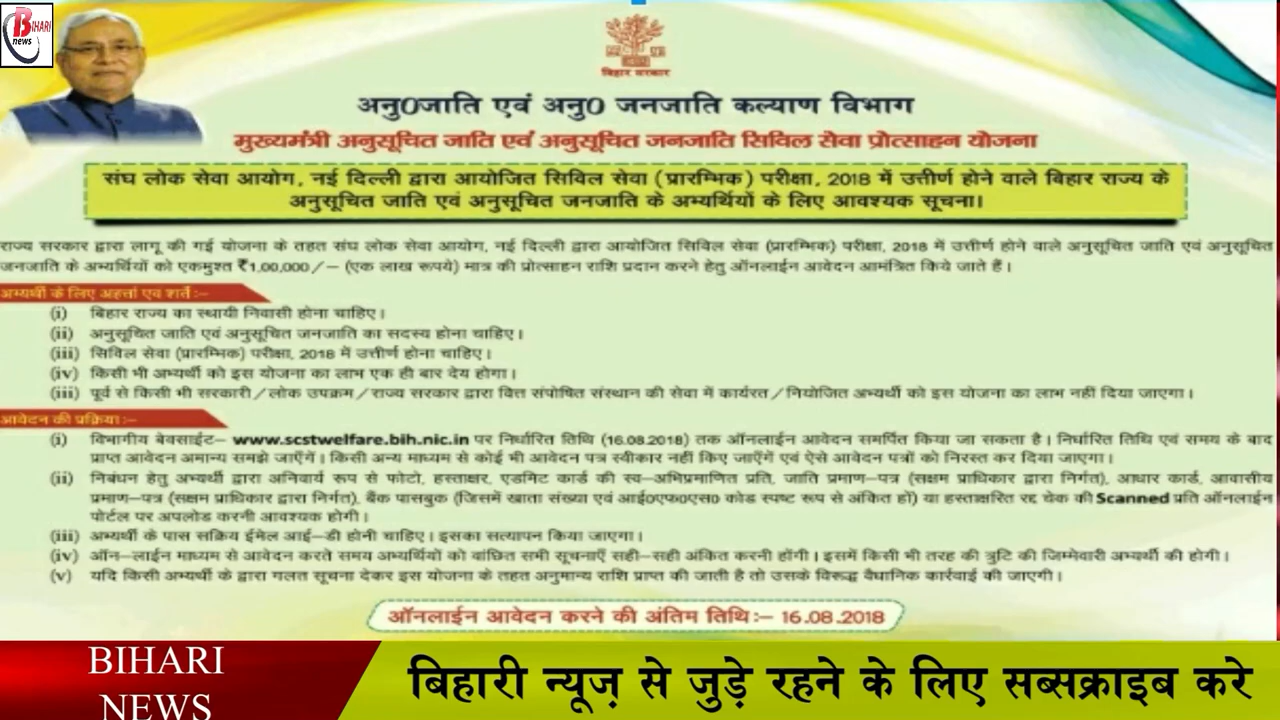 BIHARI
news
बिहार सरकार
अनु0जाति एवं अनु0 जनजाति कल्याण विभाग
मुख्यमंत्री अनुसूचित जाति एवं अनुसूचित जनजाति सिविल सेवा प्रोत्साहन योजना
संघ लोक सेवा आयोग, नई दिल्ली द्वारा आयोजित सिविल सेवा (प्रारम्भिक) परीक्षा, 2018 में उत्तीर्ण होने वाले बिहार राज्य के
अनुसूचित जाति एवं अनुसूचित जनजाति के अभ्यर्थियों के लिए आवश्यक सूचना।
राज्य सरकार द्वारा लागू की गई योजना के तहत संघ लोक सेवा आयोग, नई दिल्ली द्वारा आयोजित सिविल सेवा (प्रारम्भिक) परीक्षा, 2018 में उत्तीर्ण होने वाले अनुसूचित जाति एवं अनुसूचित
जनजाति के अभ्यर्थियों को एकमुश्त ₹1,00,000/– (एक लाख रूपये) मात्र की प्रोत्साहन राशि प्रदान करने हेतु ऑनलाईन आवेदन आमंत्रित किये जाते हैं।
अभ्यर्थी के लिए अहर्त्ता एवं शर्तें:–
(i) बिहार राज्य का स्थायी निवासी होना चाहिए।
(ii) अनुसूचित जाति एवं अनुसूचित जनजाति का सदस्य होना चाहिए।
(iii) सिविल सेवा (प्रारम्भिक) परीक्षा, 2018 में उत्तीर्ण होना चाहिए।
(iv) किसी भी अभ्यर्थी को इस योजना का लाभ एक ही बार देय होगा।
(iii) पूर्व से किसी भी सरकारी/लोक उपक्रम/राज्य सरकार द्वारा वित्त संपोषित संस्थान की सेवा में कार्यरत/नियोजित अभ्यर्थी को इस योजना का लाभ नहीं दिया जाएगा।
आवेदन की प्रक्रिया:–
(i) विभागीय बेवसाईट– www.scstwelfare.bih.nic.in पर निर्धारित तिथि (16.08.2018) तक ऑनलाईन आवेदन समर्पित किया जा सकता है। निर्धारित तिथि एवं समय के बाद
प्राप्त आवेदन अमान्य समझे जाएँगें। किसी अन्य माध्यम से कोई भी आवेदन पत्र स्वीकार नहीं किए जाएँगें एवं ऐसे आवेदन पत्रों को निरस्त कर दिया जाएगा।
(ii) निबंधन हेतु अभ्यर्थी द्वारा अनिवार्य रूप से फोटो, हस्ताक्षर, एडमिट कार्ड की स्व–अभिप्रमाणित प्रति, जाति प्रमाण–पत्र (सक्षम प्राधिकार द्वारा निर्गत), आधार कार्ड, आवासीय
प्रमाण–पत्र (सक्षम प्राधिकार द्वारा निर्गत), बैंक पासबुक (जिसमें खाता संख्या एवं आई0एफ0एस0 कोड स्पष्ट रूप से अंकित हों) या हस्ताक्षरित रद्द चेक की Scanned प्रति ऑनलाईन
पोर्टल पर अपलोड करनी आवश्यक होगी।
(iii) अभ्यर्थी के पास सक्रिय ईमेल आई–डी होनी चाहिए। इसका सत्यापन किया जाएगा।
(iv) ऑन–लाईन माध्यम से आवेदन करते समय अभ्यर्थियों को वांछित सभी सूचनाएँ सही–सही अंकित करनी होंगी। इसमें किसी भी तरह की त्रुटि की जिम्मेवारी अभ्यर्थी की होगी।
(v) यदि किसी अभ्यर्थी के द्वारा गलत सूचना देकर इस योजना के तहत अनुमान्य राशि प्राप्त की जाती है तो उसके विरूद्ध वैधानिक कार्रवाई की जाएगी।
ऑनलाईन आवेदन करने की अंतिम तिथि:– 16.08.2018
BIHARI
NEWS
बिहारी न्यूज़ से जुड़े रहने के लिए सब्सक्राइब करे